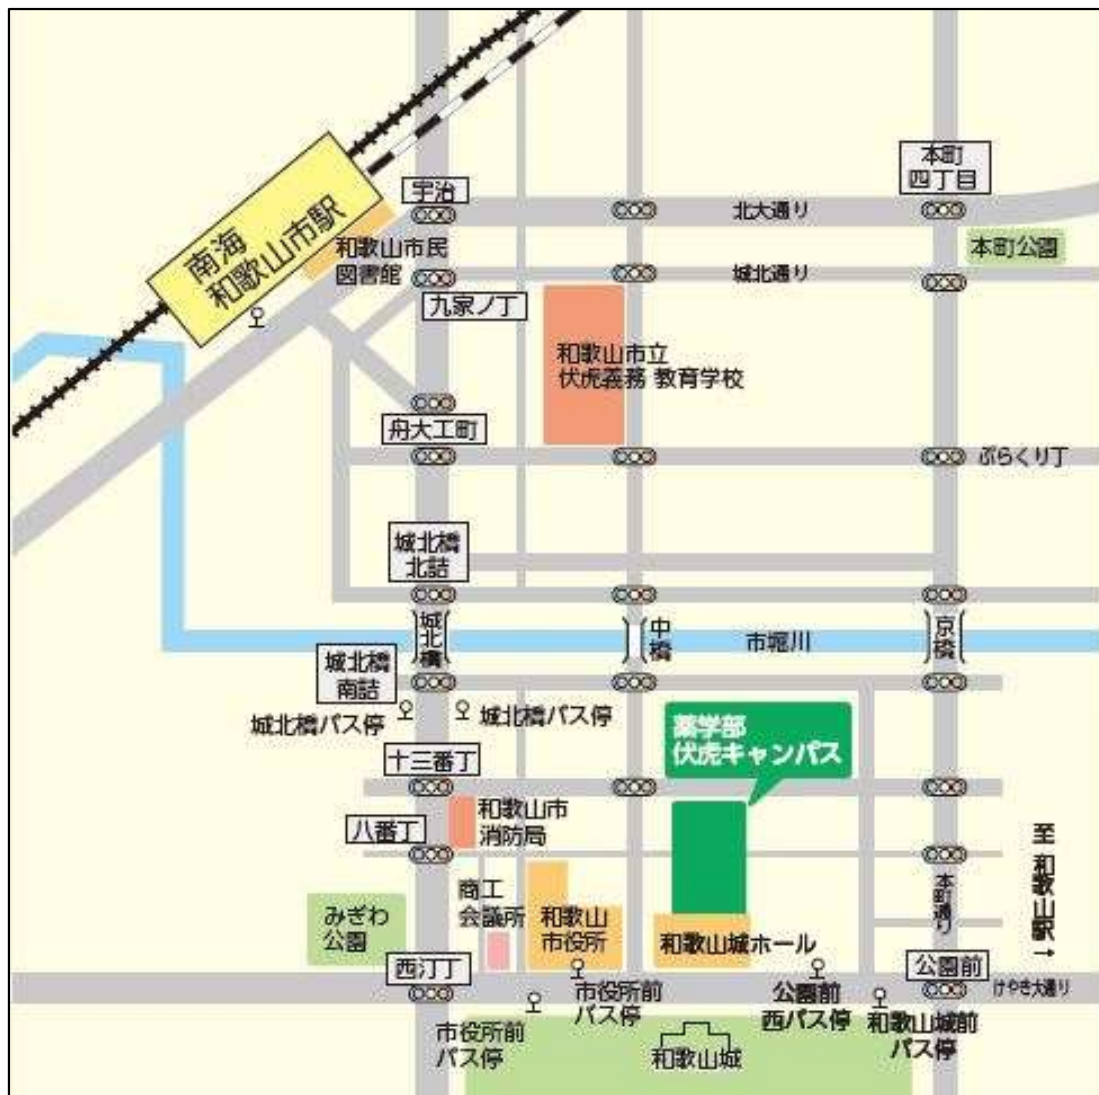 本町
四丁目
宇治
北大通り
南海
和歌山市駅
和歌山市民
図書館
本町公園
城北通り
九家ノ丁
和歌山市立
伏虎義務 教育学校
舟大工町
ぶらくり丁
城北橋
北詰
城北橋
中橋
京橋
市堀川
城北橋
南詰
城北橋バス停
城北橋バス停
薬学部
伏虎キャンパス
十三番丁
和歌山市
消防局
八番丁
至 和歌山駅→
本町通り
商工
会議所
みぎわ
公園
和歌山
市役所
和歌山城ホール
西汀丁
公園前
けやき大通り
市役所前
バス停
公園前
西バス停
和歌山城前
バス停
市役所前
バス停
和歌山城